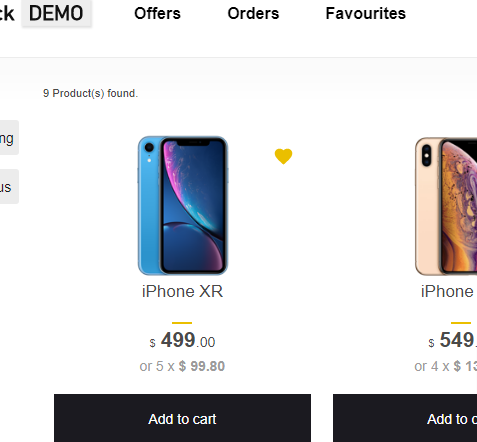 ck DEMO Offers Orders Favourites
9 Product(s) found.
ng
us
iPhone XR
$ 499.00
or 5 x $ 99.80
Add to cart
iPhone
$ 549.
or 4 x $ 13
Add to c